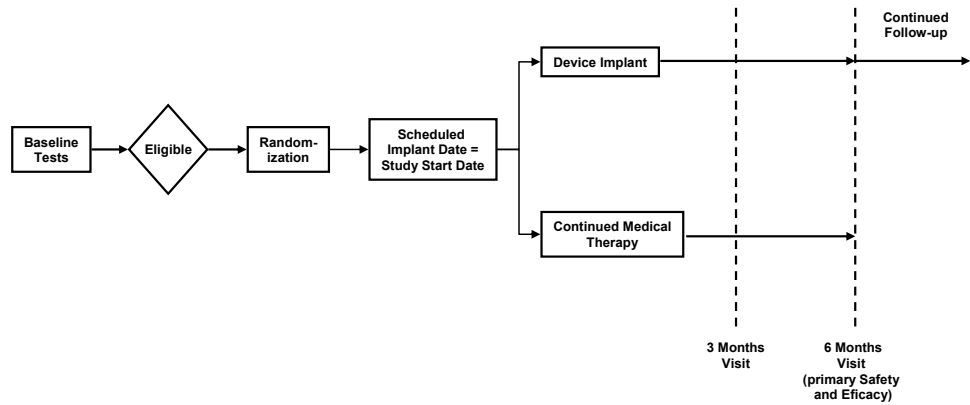 Continued
Follow-up
Device Implant
Baseline
Tests
Eligible
Random-
ization
Scheduled
Implant Date =
Study Start Date
Continued Medical
Therapy
3 Months
Visit
6 Months
Visit
(primary Safety
and Eficacy)